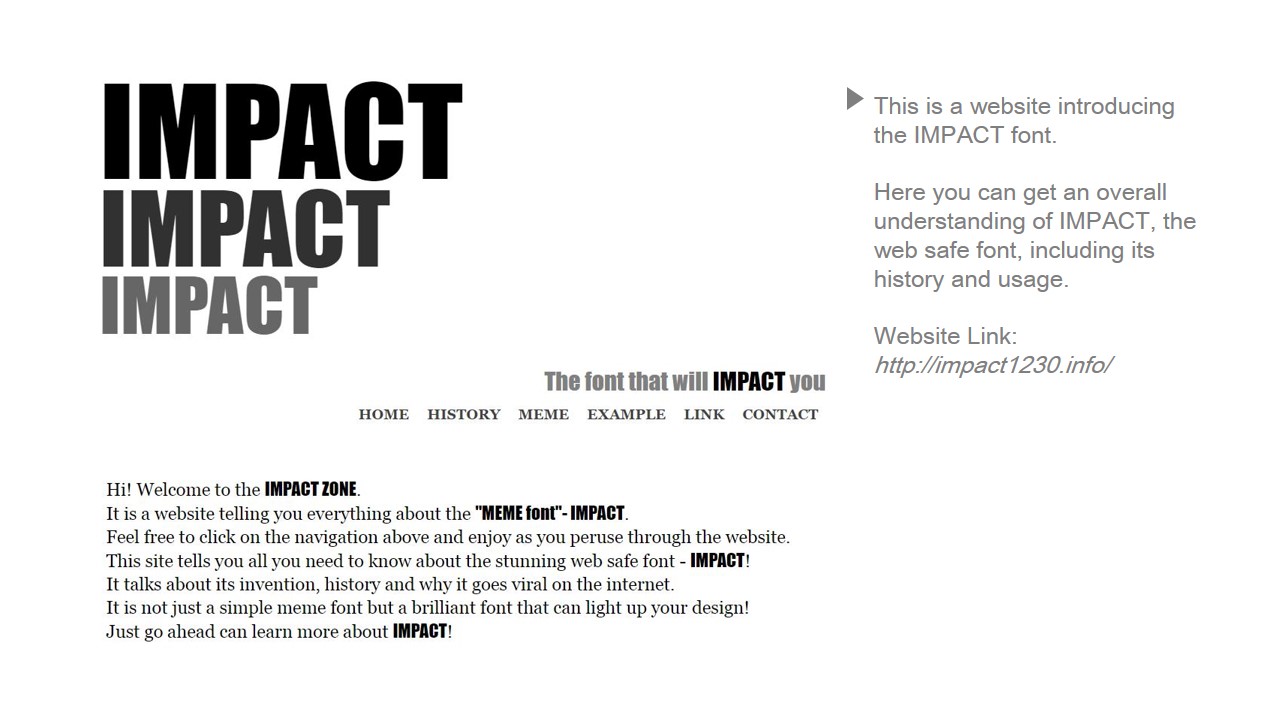 IMPACT
IMPACT
IMPACT
The font that will IMPACT you
HOME HISTORY MEME EXAMPLE LINK CONTACT
Hi! Welcome to the IMPACT ZONE.
It is a website telling you everything about the "MEME font"- IMPACT.
Feel free to click on the navigation above and enjoy as you peruse through the website.
This site tells you all you need to know about the stunning web safe font - IMPACT!
It talks about its invention, history and why it goes viral on the internet.
It is not just a simple meme font but a brilliant font that can light up your design!
Just go ahead can learn more about IMPACT!
This is a website introducing
the IMPACT font.
Here you can get an overall
understanding of IMPACT, the
web safe font, including its
history and usage.
Website Link:
http://impact1230.info/